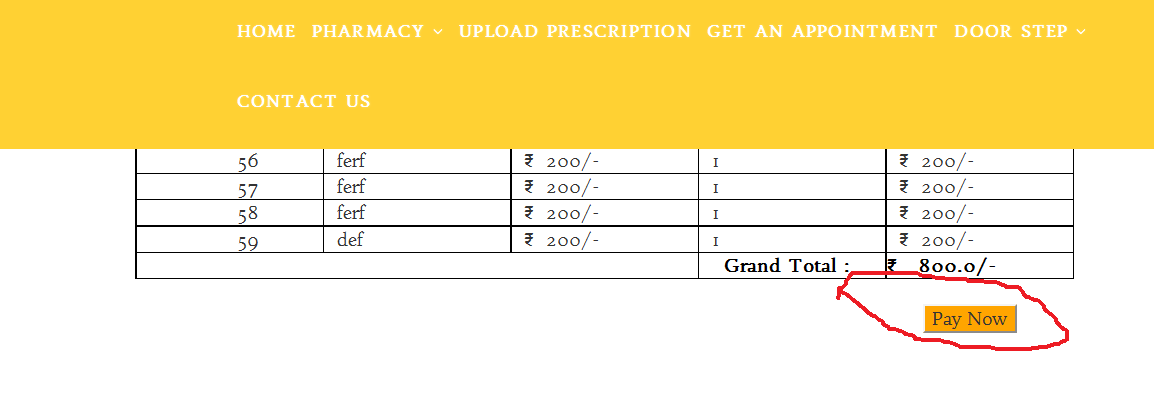 HOME PHARMACY UPLOAD PRESCRIPTION GET AN APPOINTMENT DOOR STEP
CONTACT US
56 ferf ₹ 200/- 1 ₹ 200/-
57 ferf ₹ 200/- 1 ₹ 200/-
58 ferf ₹ 200/- 1 ₹ 200/-
59 def ₹ 200/- 1 ₹ 200/-
Grand Total : ₹ 800.0/-
Pay Now